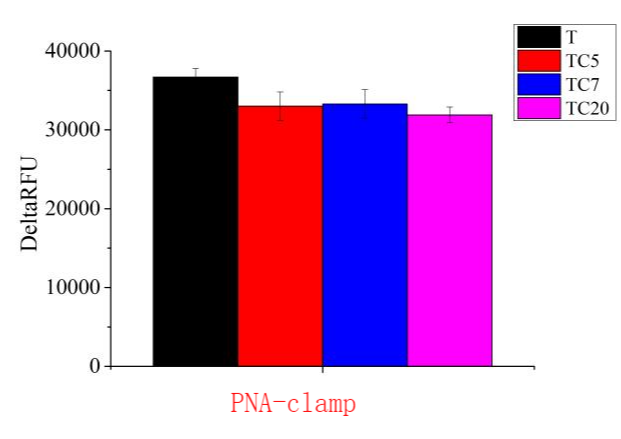 T
TC5
TC7
TC20
40000
30000
20000
10000
0
DeltaRFU
PNA-clamp